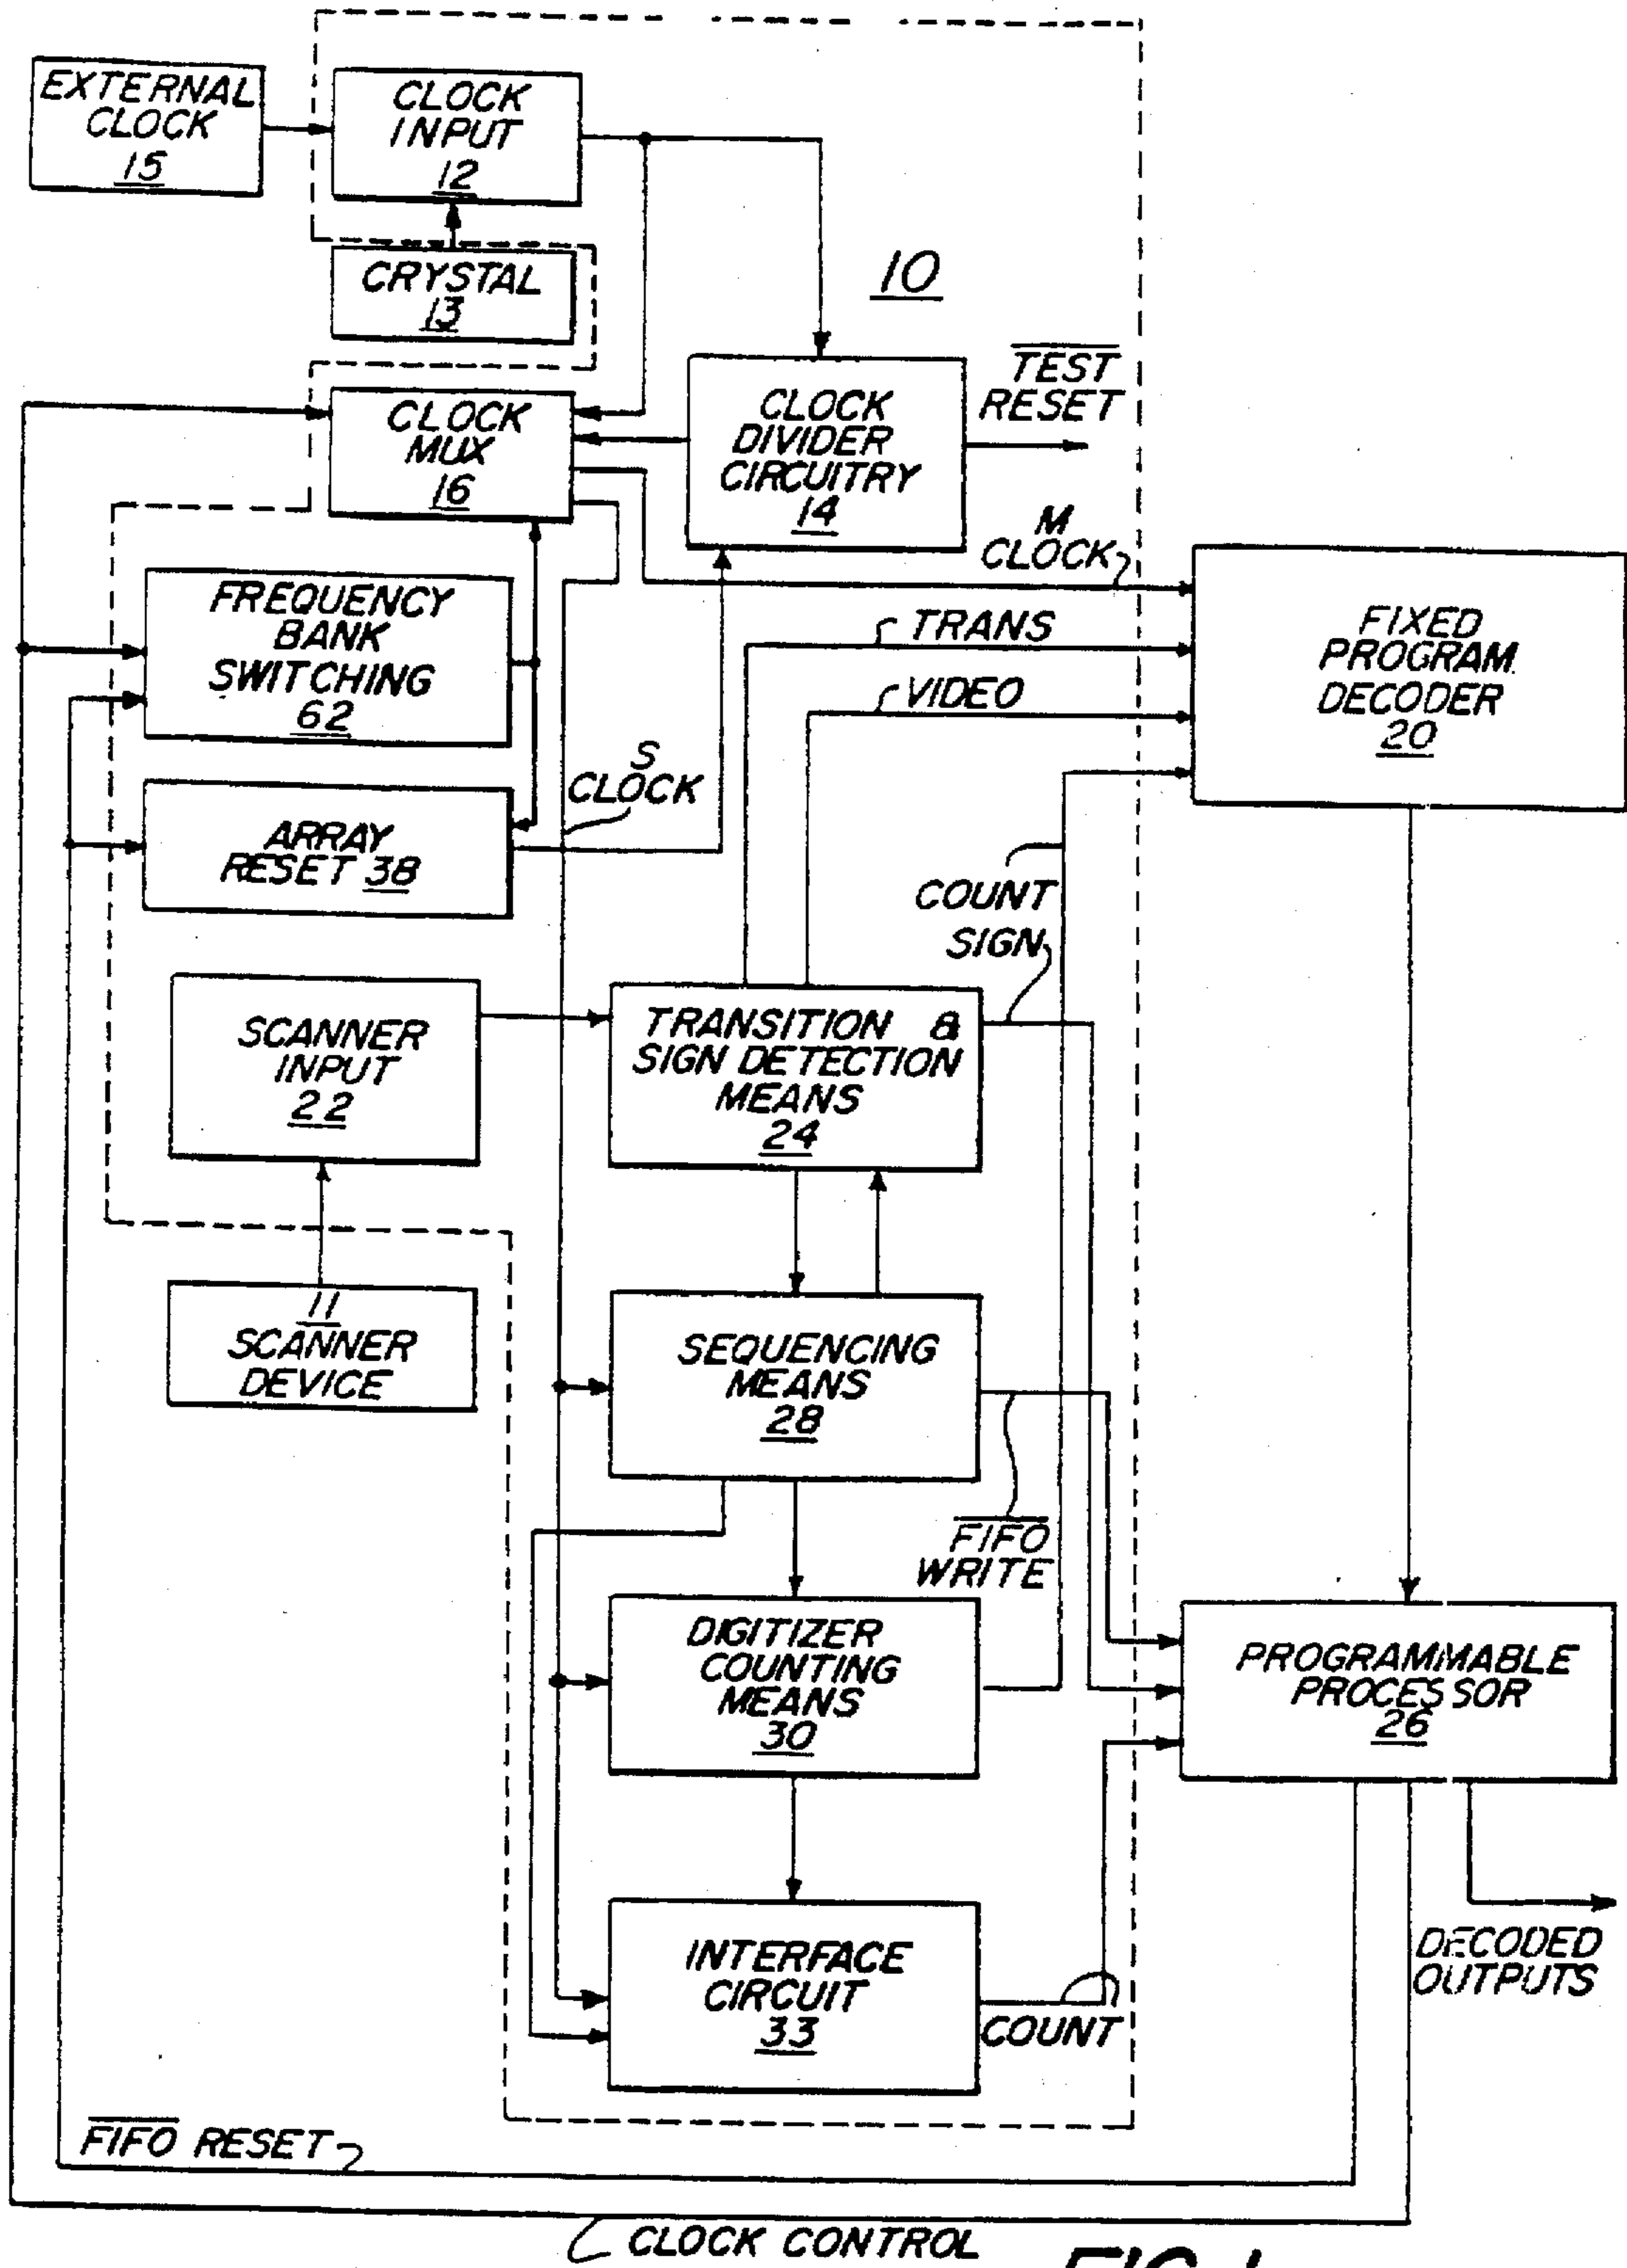 EXTERNAL
CLOCK
15
CLOCK
INPUT
12
CRYSTAL
13
10
CLOCK
MUX
16
CLOCK
DIVIDER
CIRCUITRY
14
TEST
RESET
M
CLOCK
FREQUENCY
BANK
SWITCHING
62
TRANS
VIDEO
FIXED
PROGRAM
DECODER
20
S
CLOCK
ARRAY
RESET 38
COUNT
SIGN
SCANNER
INPUT
22
TRANSITION &
SIGN DETECTION
MEANS
24
11
SCANNER
DEVICE
SEQUENCING
MEANS
28
FIFO
WRITE
DIGITIZER
COUNTING
MEANS
30
PROGRAMMABLE
PROCESSOR
26
INTERFACE
CIRCUIT
33
COUNT
DECODED
OUTPUTS
FIFO RESET
CLOCK CONTROL
FIG. 1